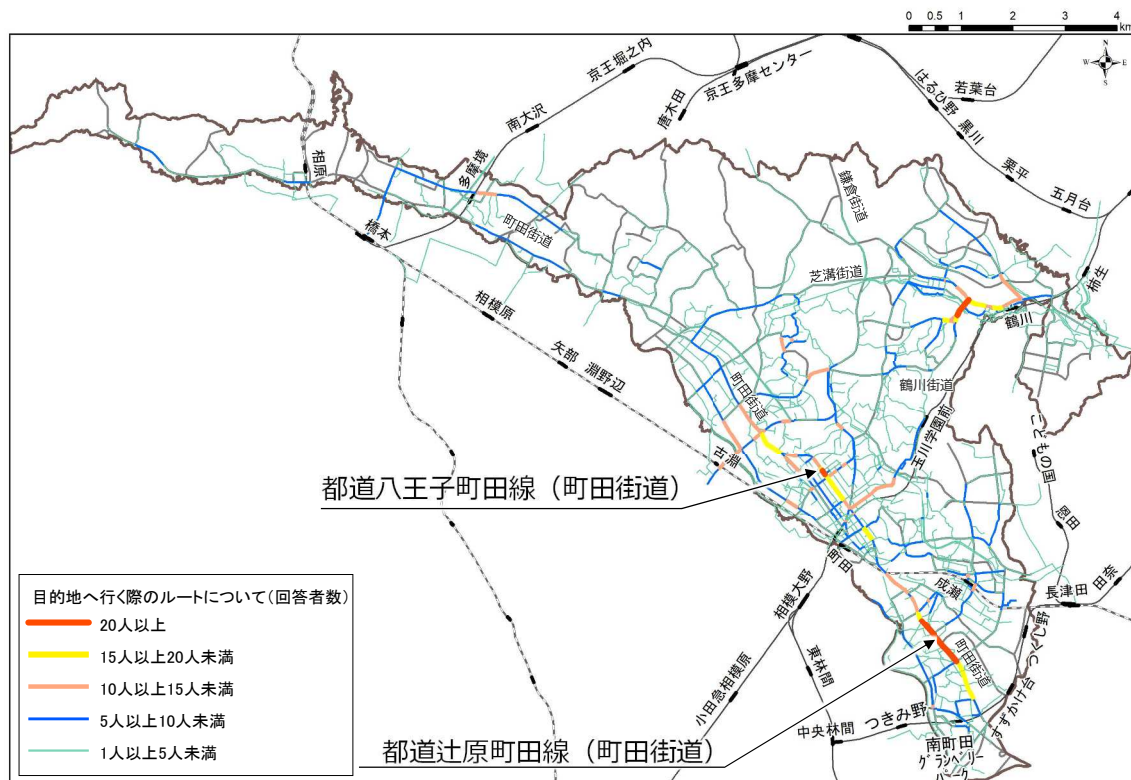 0 0.5 1 2 3 4
km
N
W E
S
京王堀之内
京王多摩センター
唐木田
若葉台
はるひ野
黒川
南大沢
栗平
五月台
相原
多摩境
鎌倉街道
橋本
町田街道
芝溝街道
柿生
相模原
鶴川
矢部
淵野辺
鶴川街道
町田街道
玉川学園前
こどもの国
古淵
都道八王子町田線（町田街道）
恩田
町田
成瀬
長津田
田奈
相模大野
町田街道
つくし野
東林間
小田急相模原
すずかけ台
つきみ野
中央林間
都道辻原町田線（町田街道）
南町田
グランベリー
パーク
目的地へ行く際のルートについて(回答者数)
20人以上
15人以上20人未満
10人以上15人未満
5人以上10人未満
1人以上5人未満